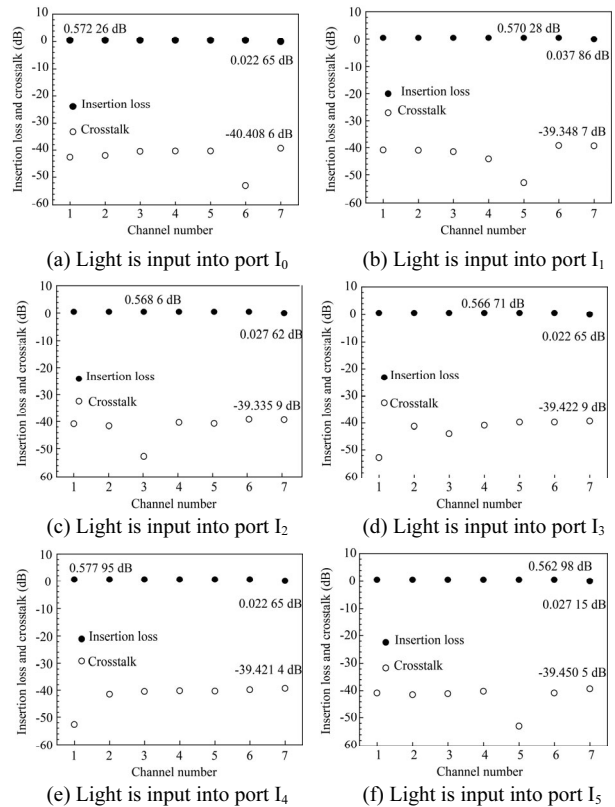 Insertion loss and crosstalk (dB)
10
0
-10
-20
-30
-40
-50
-60
0.572 26 dB
0.022 65 dB
Insertion loss
Crosstalk
-40.408 6 dB
1 2 3 4 5 6 7
Channel number
(a) Light is input into port I0
Insertion loss and crosstalk (dB)
10
0
-10
-20
-30
-40
-50
-60
0.570 28 dB
0.037 86 dB
Insertion loss
Crosstalk
-39.348 7 dB
1 2 3 4 5 6 7
Channel number
(b) Light is input into port I1
Insertion loss and crosstalk (dB)
10
0
-10
-20
-30
-40
-50
-60
0.568 6 dB
0.027 62 dB
Insertion loss
Crosstalk
-39.335 9 dB
1 2 3 4 5 6 7
Channel number
(c) Light is input into port I2
Insertion loss and crosstalk (dB)
10
0
-10
-20
-30
-40
-50
60
0.566 71 dB
0.022 65 dB
Insertion loss
Crosstalk
-39.422 9 dB
1 2 3 4 5 6 7
Channel number
(d) Light is input into port I3
Insertion loss and crosstalk (dB)
10
0
-10
-20
-30
-40
-50
-60
0.577 95 dB
0.022 65 dB
Insertion loss
Crosstalk
-39.421 4 dB
1 2 3 4 5 6 7
Channel number
(e) Light is input into port I4
Insertion loss and crosstalk (dB)
10
0
-10
-20
-30
-40
-50
-60
0.562 98 dB
0.027 15 dB
Insertion loss
Crosstalk
-39.450 5 dB
1 2 3 4 5 6 7
Channel number
(f) Light is input into port I5